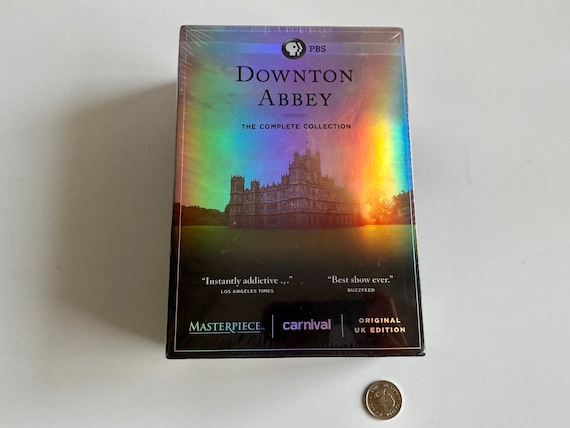 PBS
DOWNTON
ABBEY
THE COMPLETE COLLECTION
“Instantly addictive ...”
LOS ANGELES TIMES
“Best show ever.”
BUZZFEED
MASTERPIECE™
carnival
ORIGINAL
UK EDITION